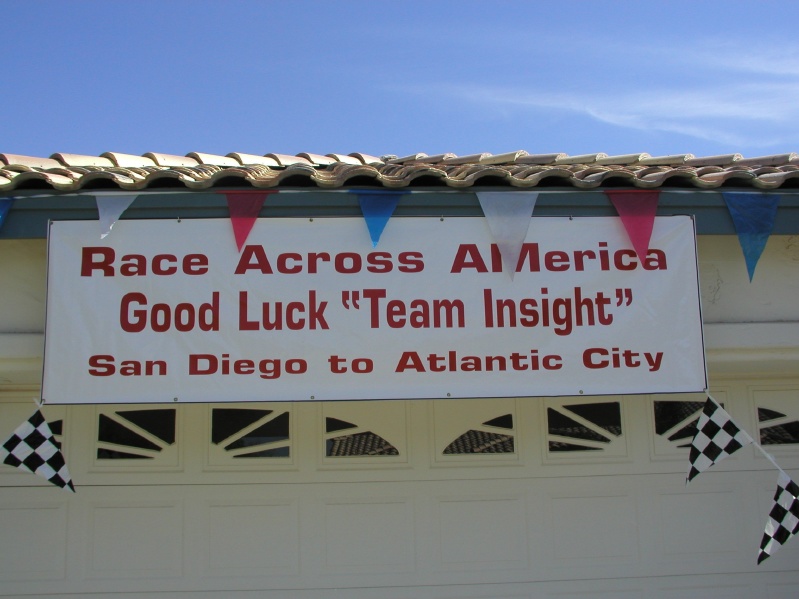 Race Across AMerica
Good Luck “Team Insight”
San Diego to Atlantic City